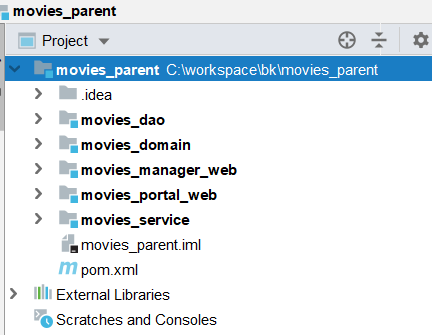 movies_parent
Project
movies_parent C:\workspace\bk\movies_parent
.idea
movies_dao
movies_domain
movies_manager_web
movies_portal_web
movies_service
movies_parent.iml
pom.xml
External Libraries
Scratches and Consoles